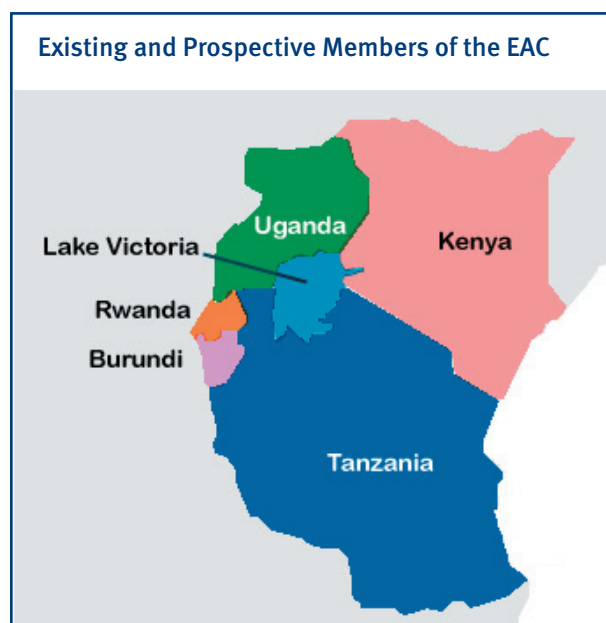 Existing and Prospective Members of the EAC
Uganda
Lake Victoria
Kenya
Rwanda
Burundi
Tanzania